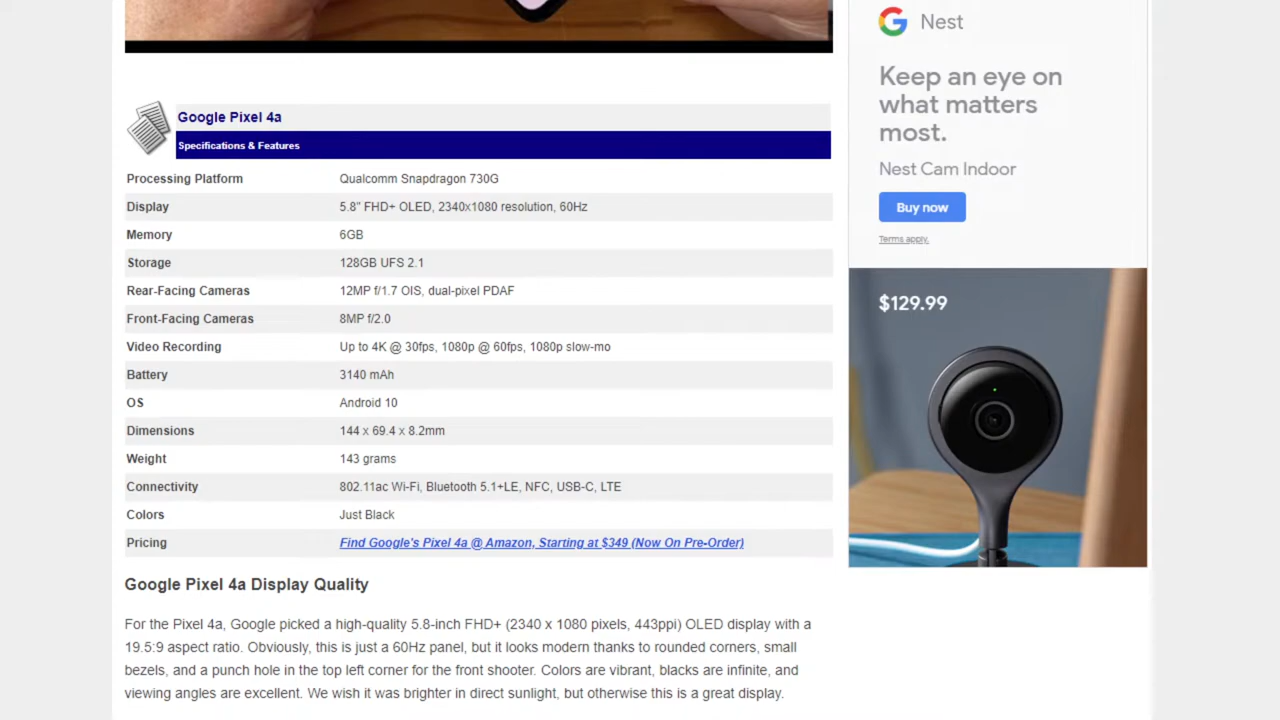 Google Pixel 4a
Specifications & Features
Processing Platform Qualcomm Snapdragon 730G
Display 5.8" FHD+ OLED, 2340x1080 resolution, 60Hz
Memory 6GB
Storage 128GB UFS 2.1
Rear-Facing Cameras 12MP f/1.7 OIS, dual-pixel PDAF
Front-Facing Cameras 8MP f/2.0
Video Recording Up to 4K @ 30fps, 1080p @ 60fps, 1080p slow-mo
Battery 3140 mAh
OS Android 10
Dimensions 144 x 69.4 x 8.2mm
Weight 143 grams
Connectivity 802.11ac Wi-Fi, Bluetooth 5.1+LE, NFC, USB-C, LTE
Colors Just Black
Pricing Find Google's Pixel 4a @ Amazon, Starting at $349 (Now On Pre-Order)
Google Pixel 4a Display Quality
For the Pixel 4a, Google picked a high-quality 5.8-inch FHD+ (2340 x 1080 pixels, 443ppi) OLED display with a
19.5:9 aspect ratio. Obviously, this is just a 60Hz panel, but it looks modern thanks to rounded corners, small
bezels, and a punch hole in the top left corner for the front shooter. Colors are vibrant, blacks are infinite, and
viewing angles are excellent. We wish it was brighter in direct sunlight, but otherwise this is a great display.
G Nest
Keep an eye on
what matters
most.
Nest Cam Indoor
Buy now
Terms apply.
$129.99